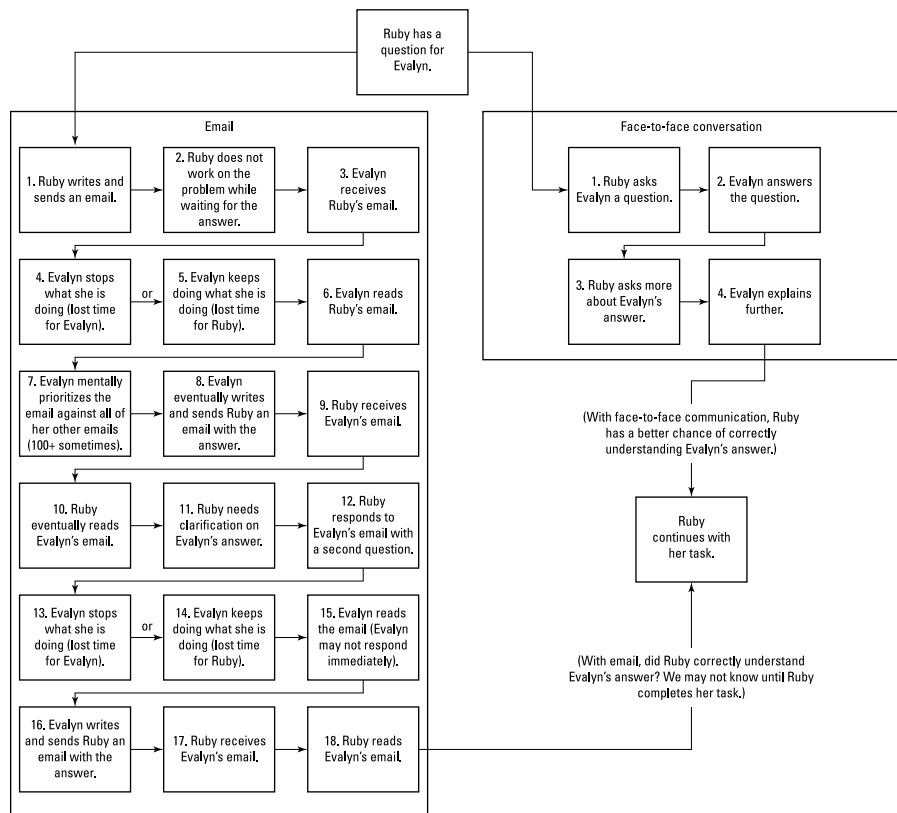 Ruby has a
question for
Evalyn.
Email
1. Ruby writes and
sends an email.
2. Ruby does not
work on the
problem while
waiting for the
answer.
3. Evalyn
receives
Ruby's email.
4. Evalyn stops
what she is
doing (lost time
for Evalyn).
or
5. Evalyn keeps
doing what she is
doing (lost time
for Ruby).
6. Evalyn reads
Ruby's email.
7. Evalyn mentally
prioritizes the
email against all of
her other emails
(100+ sometimes).
8. Evalyn
eventually writes
and sends Ruby an
email with the
answer.
9. Ruby receives
Evalyn's email.
10. Ruby
eventually reads
Evalyn's email.
11. Ruby needs
clarification on
Evalyn's answer.
12. Ruby
responds to
Evalyn's email with
a second question.
13. Evalyn stops
what she is
doing (lost time
for Evalyn).
or
14. Evalyn keeps
doing what she is
doing (lost time
for Ruby).
15. Evalyn reads
the email (Evalyn
may not respond
immediately).
16. Evalyn writes
and sends Ruby an
email with the
answer.
17. Ruby receives
Evalyn's email.
18. Ruby reads
Evalyn's email.
Face-to-face conversation
1. Ruby asks
Evalyn a question.
2. Evalyn answers
the question.
3. Ruby asks more
about Evalyn's
answer.
4. Evalyn explains
further.
(With face-to-face communication, Ruby
has a better chance of correctly
understanding Evalyn's answer.)
Ruby
continues with
her task.
(With email, did Ruby correctly understand
Evalyn's answer? We may not know until Ruby
completes her task.)